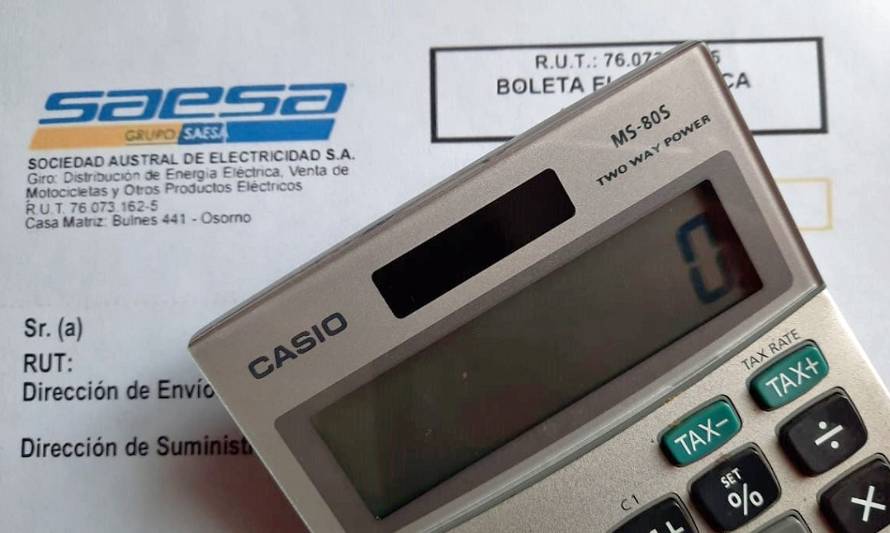 saesa
GRUPO SAESA
SOCIEDAD AUSTRAL DE ELECTRICIDAD S.A.
Giro: Distribución de Energía Eléctrica, Venta de
Motocicletas y Otros Productos Eléctricos
R.U.T. 76.073.162-5
Casa Matriz: Bulnes 441 - Osorno
R.U.T.: 76.07
5
BOLETA
CA
Sr. (a)
RUT:
Dirección de Envío
Dirección de Suminist
MS-80S
TWO WAY POWER
CASIO
0
TAX RATE
TAX+
TAX-
÷
SET
%
×
C1